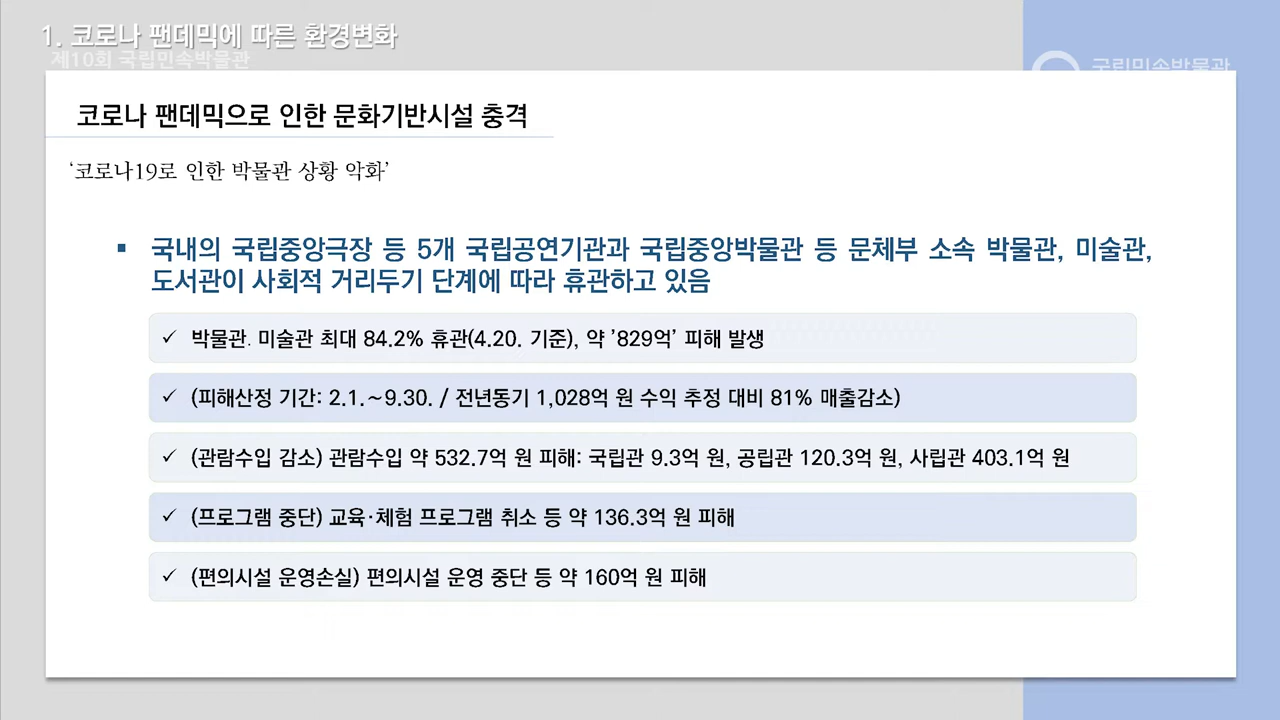 1. 코로나 팬데믹에 따른 환경변화
제10회 국립민속박물관
국립민속박물관
코로나 팬데믹으로 인한 문화기반시설 충격
‘코로나19로 인한 박물관 상황 악화’
▪ 국내의 국립중앙극장 등 5개 국립공연기관과 국립중앙박물관 등 문체부 소속 박물관, 미술관,
도서관이 사회적 거리두기 단계에 따라 휴관하고 있음
✓ 박물관. 미술관 최대 84.2% 휴관(4.20. 기준), 약 ’829억’ 피해 발생
✓ (피해산정 기간: 2.1.~9.30. / 전년동기 1,028억 원 수익 추정 대비 81% 매출감소)
✓ (관람수입 감소) 관람수입 약 532.7억 원 피해: 국립관 9.3억 원, 공립관 120.3억 원, 사립관 403.1억 원
✓ (프로그램 중단) 교육·체험 프로그램 취소 등 약 136.3억 원 피해
✓ (편의시설 운영손실) 편의시설 운영 중단 등 약 160억 원 피해